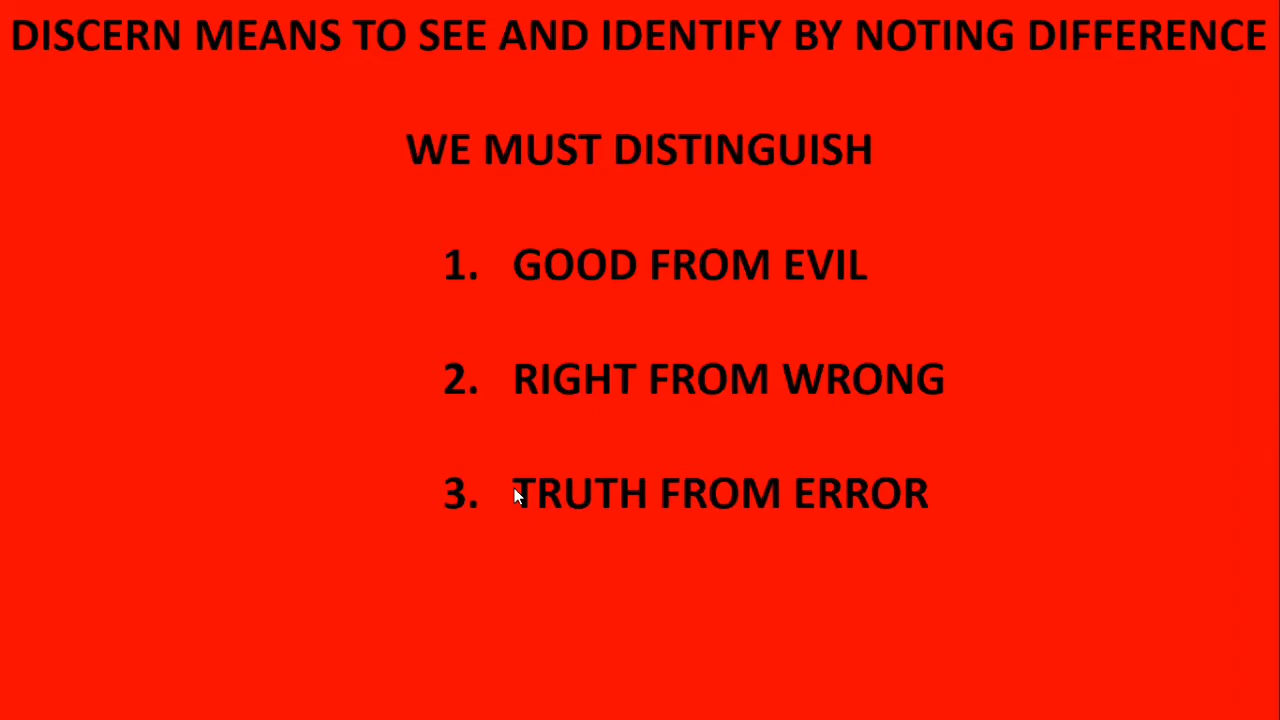 DISCERN MEANS TO SEE AND IDENTIFY BY NOTING DIFFERENCE
WE MUST DISTINGUISH
1. GOOD FROM EVIL
2. RIGHT FROM WRONG
3. TRUTH FROM ERROR